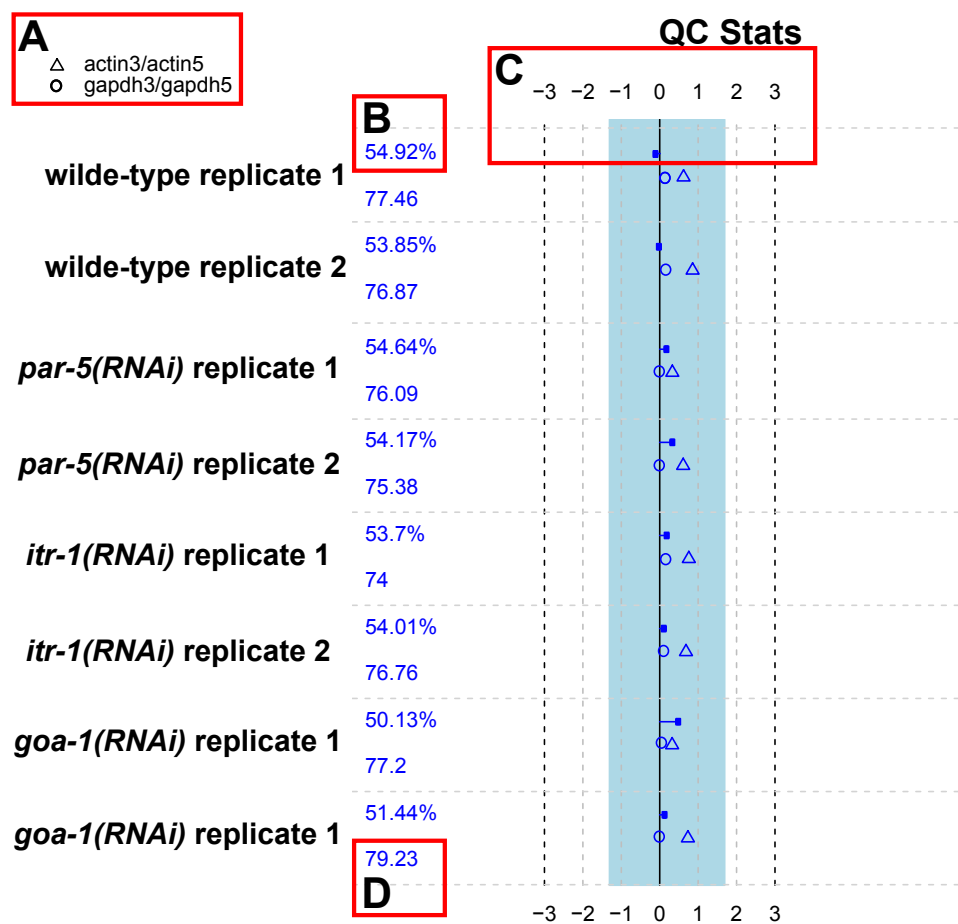 QC Stats
A
△ actin3/actin5
○ gapdh3/gapdh5
C
−3 −2 −1 0 1 2 3
B
54.92%
wilde-type replicate 1
77.46
53.85%
wilde-type replicate 2
76.87
54.64%
par-5(RNAi) replicate 1
76.09
54.17%
par-5(RNAi) replicate 2
75.38
53.7%
itr-1(RNAi) replicate 1
74
54.01%
itr-1(RNAi) replicate 2
76.76
50.13%
goa-1(RNAi) replicate 1
77.2
51.44%
goa-1(RNAi) replicate 1
79.23
D
−3 −2 −1 0 1 2 3